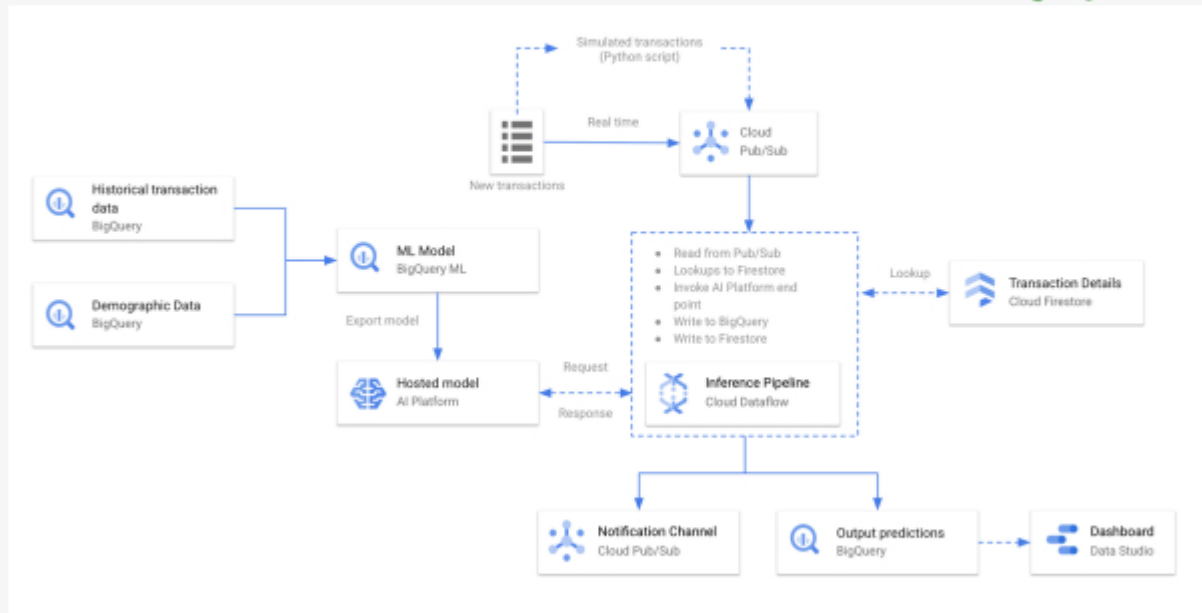 Simulated transactions
(Python script)
Real time
Cloud
Pub/Sub
New transactions
Historical transaction
data
BigQuery
Demographic Data
BigQuery
ML Model
BigQuery ML
Export model
Hosted model
AI Platform
Request
Response
• Read from Pub/Sub
• Lookups to Firestore
• Invoke AI Platform end
point
• Write to BigQuery
• Write to Firestore
Inference Pipeline
Cloud Dataflow
Lookup
Transaction Details
Cloud Firestore
Notification Channel
Cloud Pub/Sub
Output predictions
BigQuery
Dashboard
Data Studio